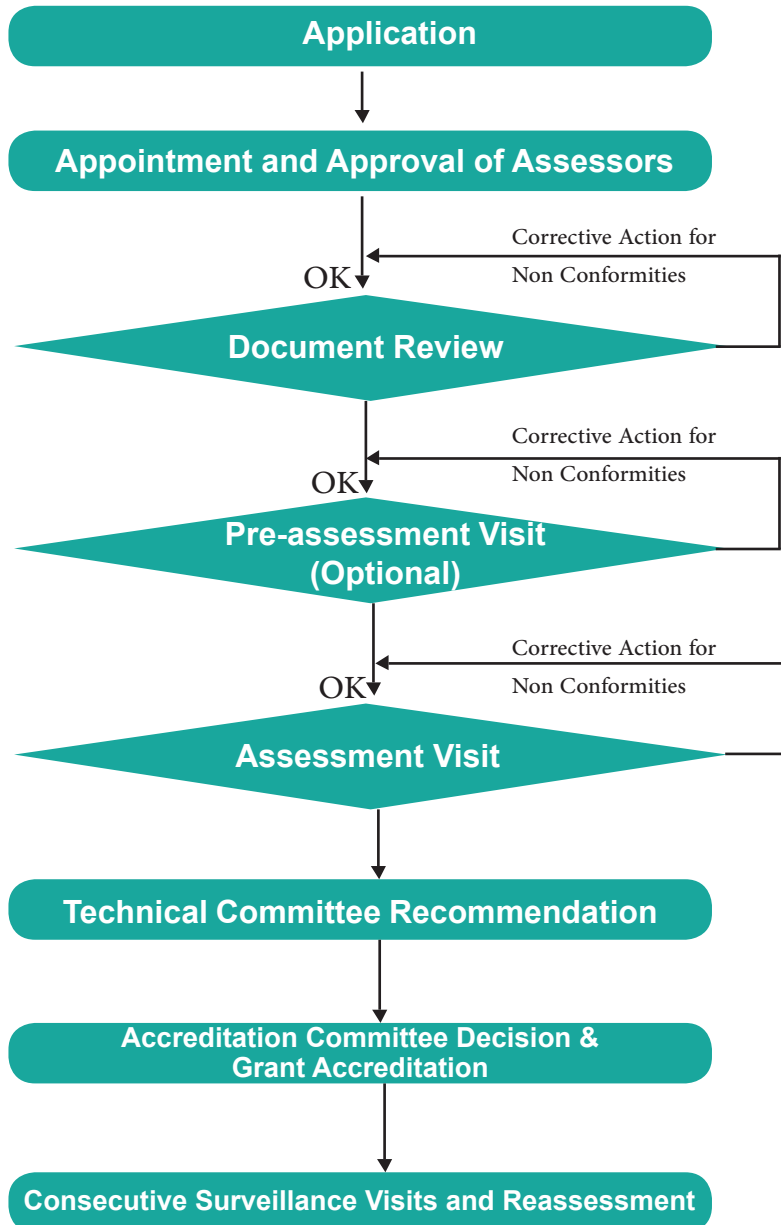 Application
Appointment and Approval of Assessors
Corrective Action for
Non Conformities
OK
Document Review
Corrective Action for
Non Conformities
OK
Pre-assessment Visit
(Optional)
Corrective Action for
Non Conformities
OK
Assessment Visit
Technical Committee Recommendation
Accreditation Committee Decision &
Grant Accreditation
Consecutive Surveillance Visits and Reassessment